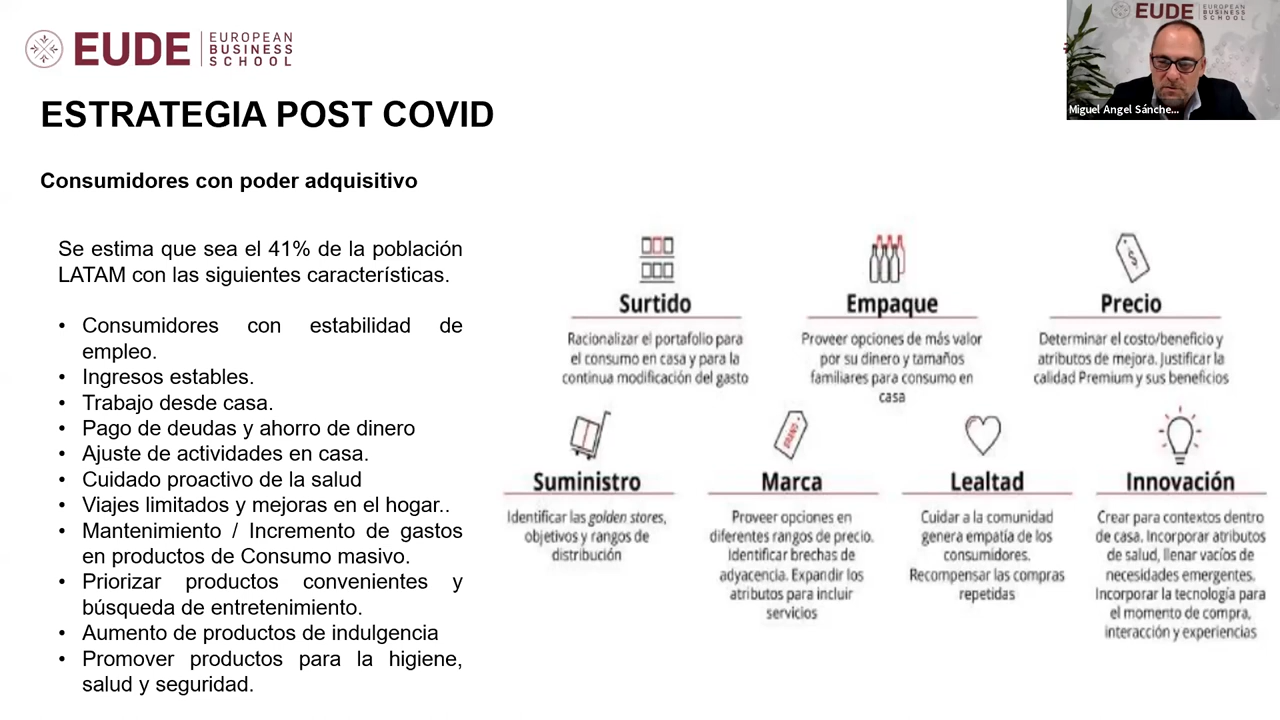 EUDE
EUROPEAN
BUSINESS
SCHOOL
EUDE
EUROPEAN
BUSINESS
SCHOOL
Miguel Angel Sánche...
ESTRATEGIA POST COVID
Consumidores con poder adquisitivo
Se estima que sea el 41% de la población
LATAM con las siguientes características.
• Consumidores con estabilidad de
empleo.
• Ingresos estables.
• Trabajo desde casa.
• Pago de deudas y ahorro de dinero
• Ajuste de actividades en casa.
• Cuidado proactivo de la salud
• Viajes limitados y mejoras en el hogar..
• Mantenimiento / Incremento de gastos
en productos de Consumo masivo.
• Priorizar productos convenientes y
búsqueda de entretenimiento.
• Aumento de productos de indulgencia
• Promover productos para la higiene,
salud y seguridad.
$
Surtido
Racionalizar el portafolio para
el consumo en casa y para la
continua modificación del gasto
Empaque
Proveer opciones de más valor
por su dinero y tamaños
familiares para consumo en
casa
Precio
Determinar el costo/beneficio y
atributos de mejora. Justificar la
calidad Premium y sus beneficios
Suministro
Identificar las golden stores,
objetivos y rangos de
distribución
BRAND
Marca
Proveer opciones en
diferentes rangos de precio.
Identificar brechas de
adyacencia. Expandir los
atributos para incluir
servicios
Lealtad
Cuidar a la comunidad
genera empatía de los
consumidores.
Recompensar las compras
repetidas
Innovación
Crear para contextos dentro
de casa. Incorporar atributos
de salud, llenar vacíos de
necesidades emergentes.
Incorporar la tecnología para
el momento de compra,
interacción y experiencias